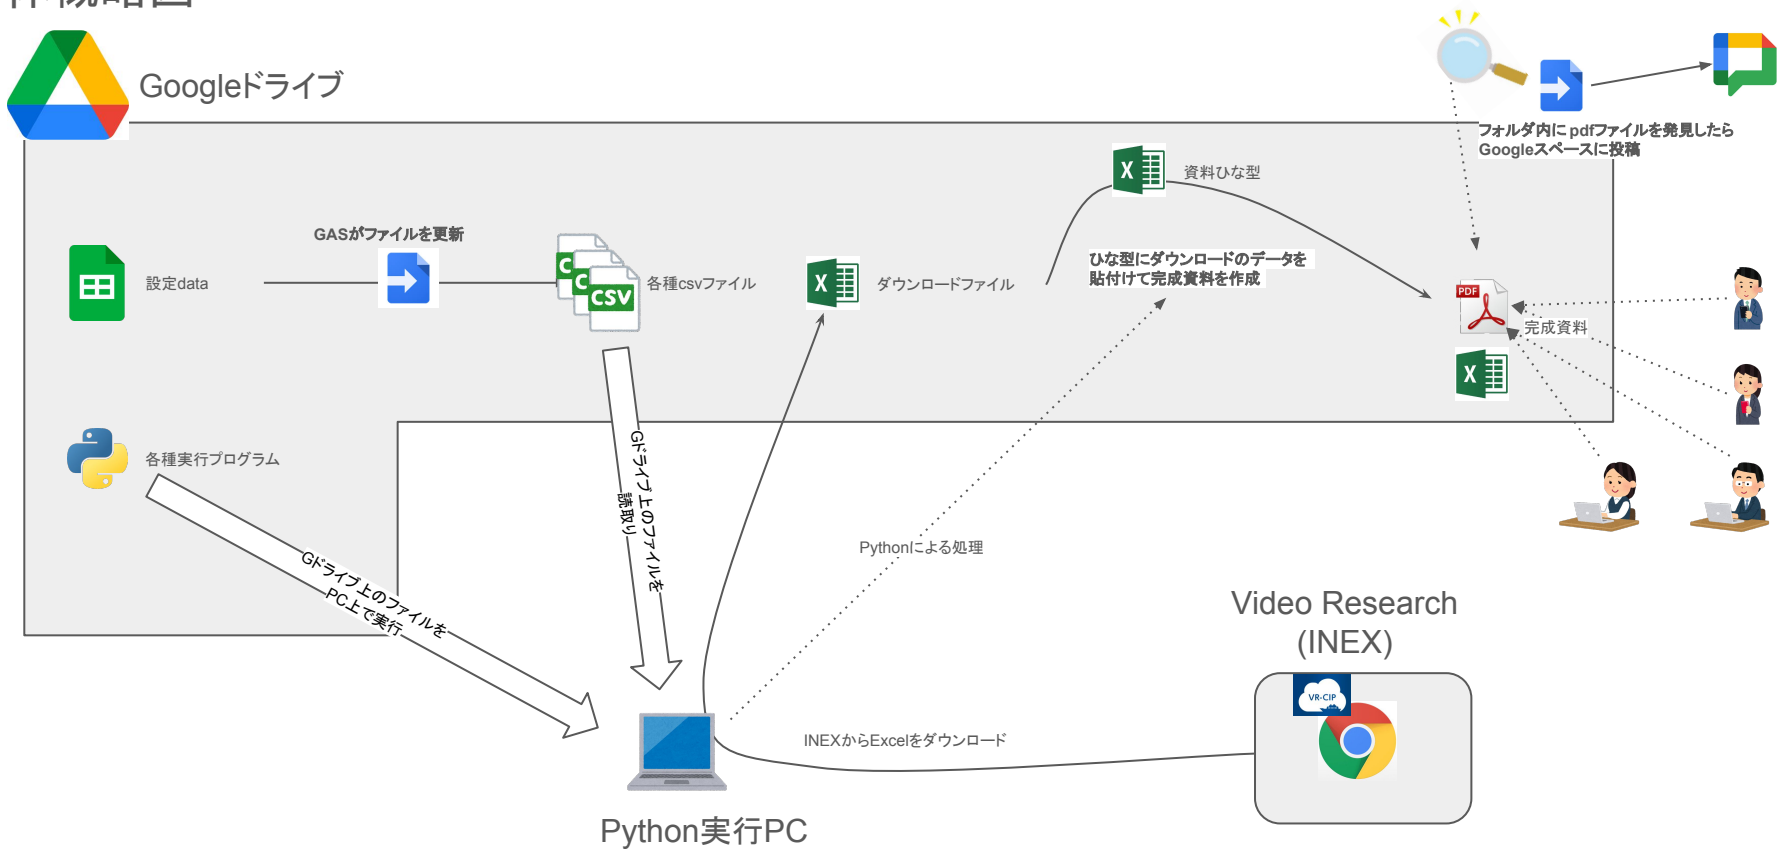 Googleドライブ
フォルダ内に pdfファイルを発見したら
Googleスペースに投稿
資料ひな型
GASがファイルを更新
設定data
各種csvファイル
ダウンロードファイル
ひな型にダウンロードのデータを
貼付けて完成資料を作成
C
C
CSV
X
X
X
PDF
完成資料
各種実行プログラム
Gドライブ上のファイルを
PC上で実行
Gドライブ上のファイルを
読取り
Pythonによる処理
Video Research
(INEX)
VR-CIP
INEXからExcelをダウンロード
Python実行PC